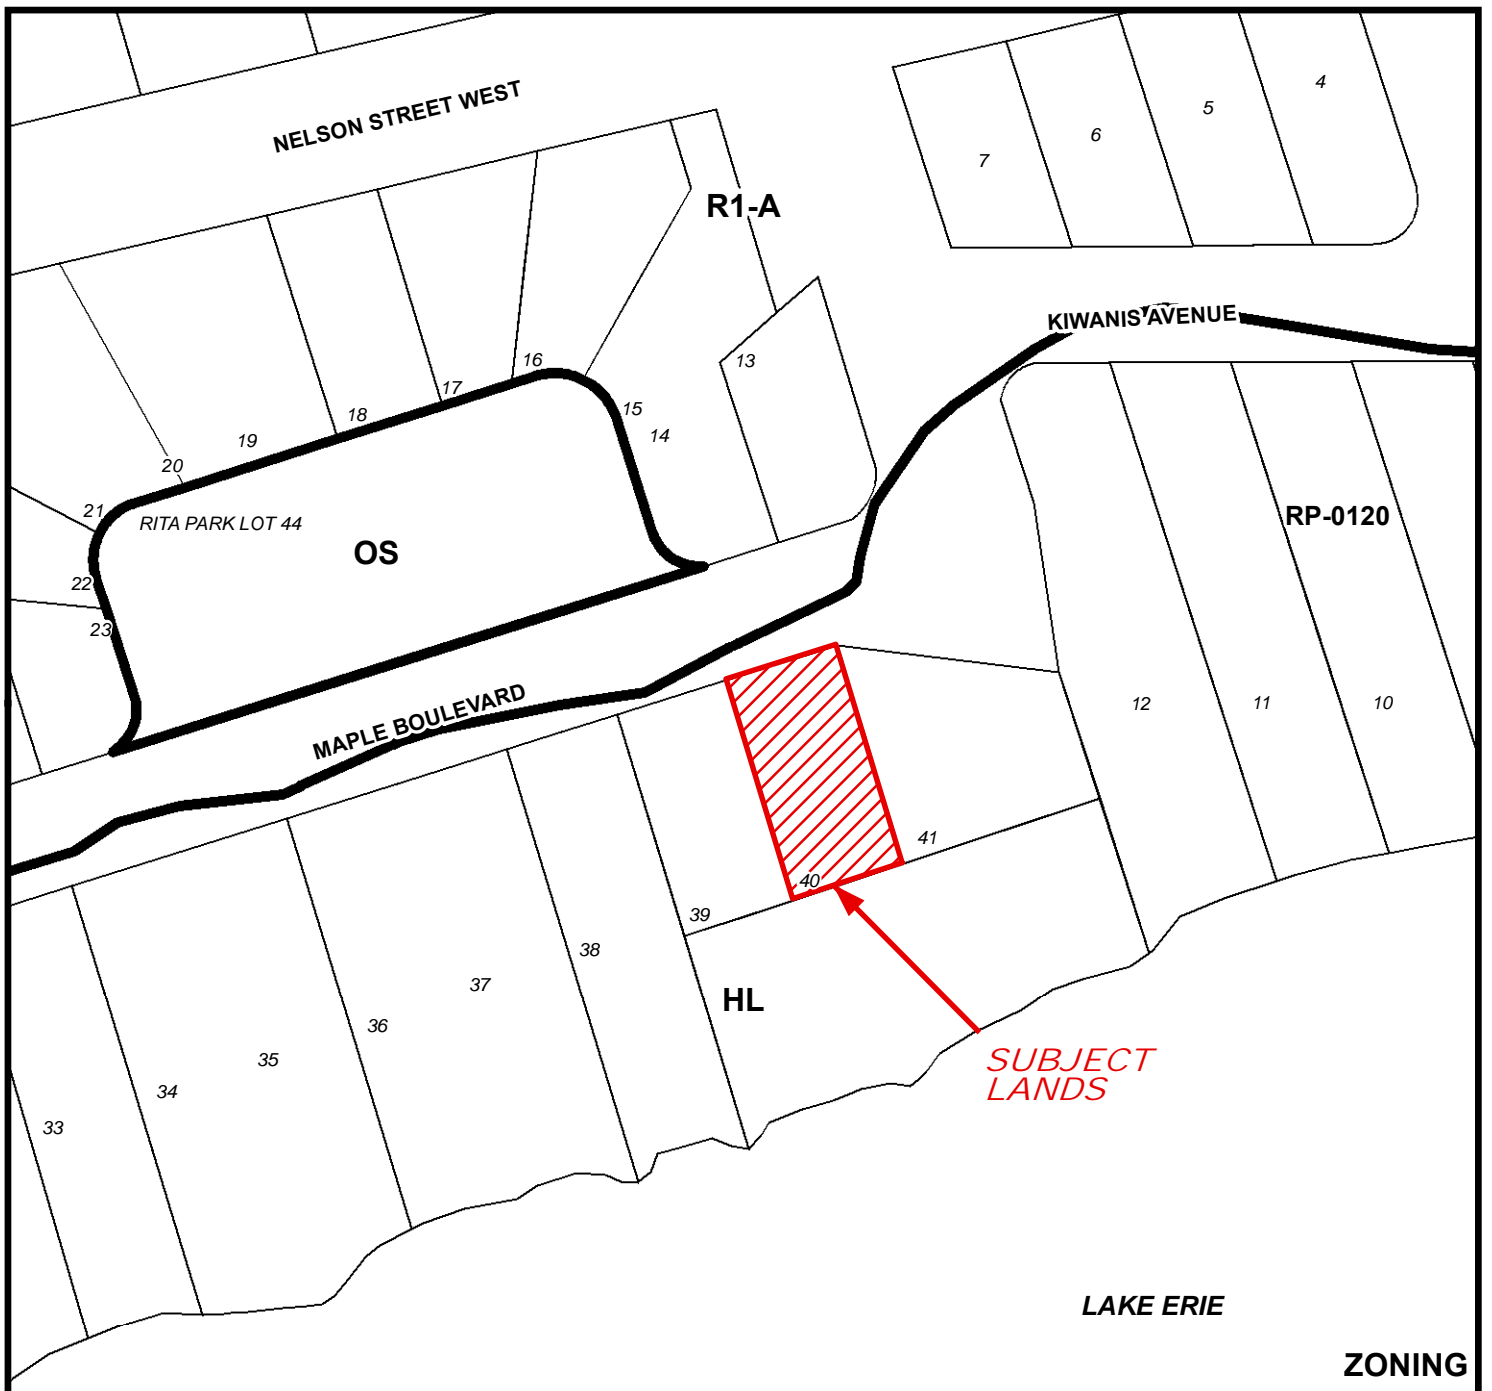 4
5
NELSON STREET WEST
6
7
R1-A
KIWANIS AVENUE
16
13
17
15
18
14
19
20
21
RITA PARK LOT 44
RP-0120
OS
22
23
MAPLE BOULEVARD
12
11
10
41
40
39
38
37
HL
36
35
SUBJECT
LANDS
34
33
LAKE ERIE
ZONING